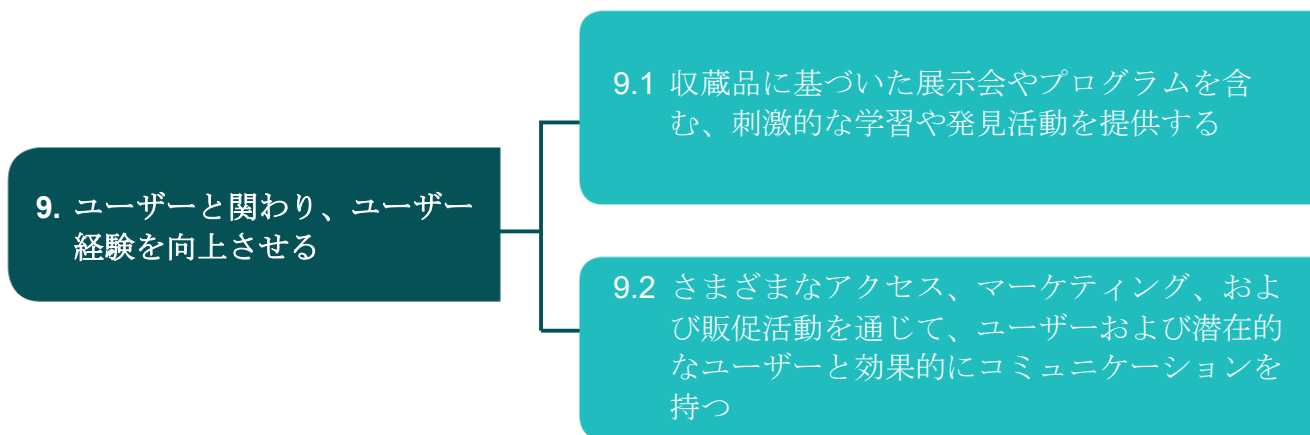 9. ユーザーと関わり、ユーザー
経験を向上させる
9.1 収蔵品に基づいた展示会やプログラムを含
む、刺激的な学習や発見活動を提供する
9.2 さまざまなアクセス、マーケティング、およ
び販促活動を通じて、ユーザーおよび潜在的
なユーザーと効果的にコミュニケーションを
持つ